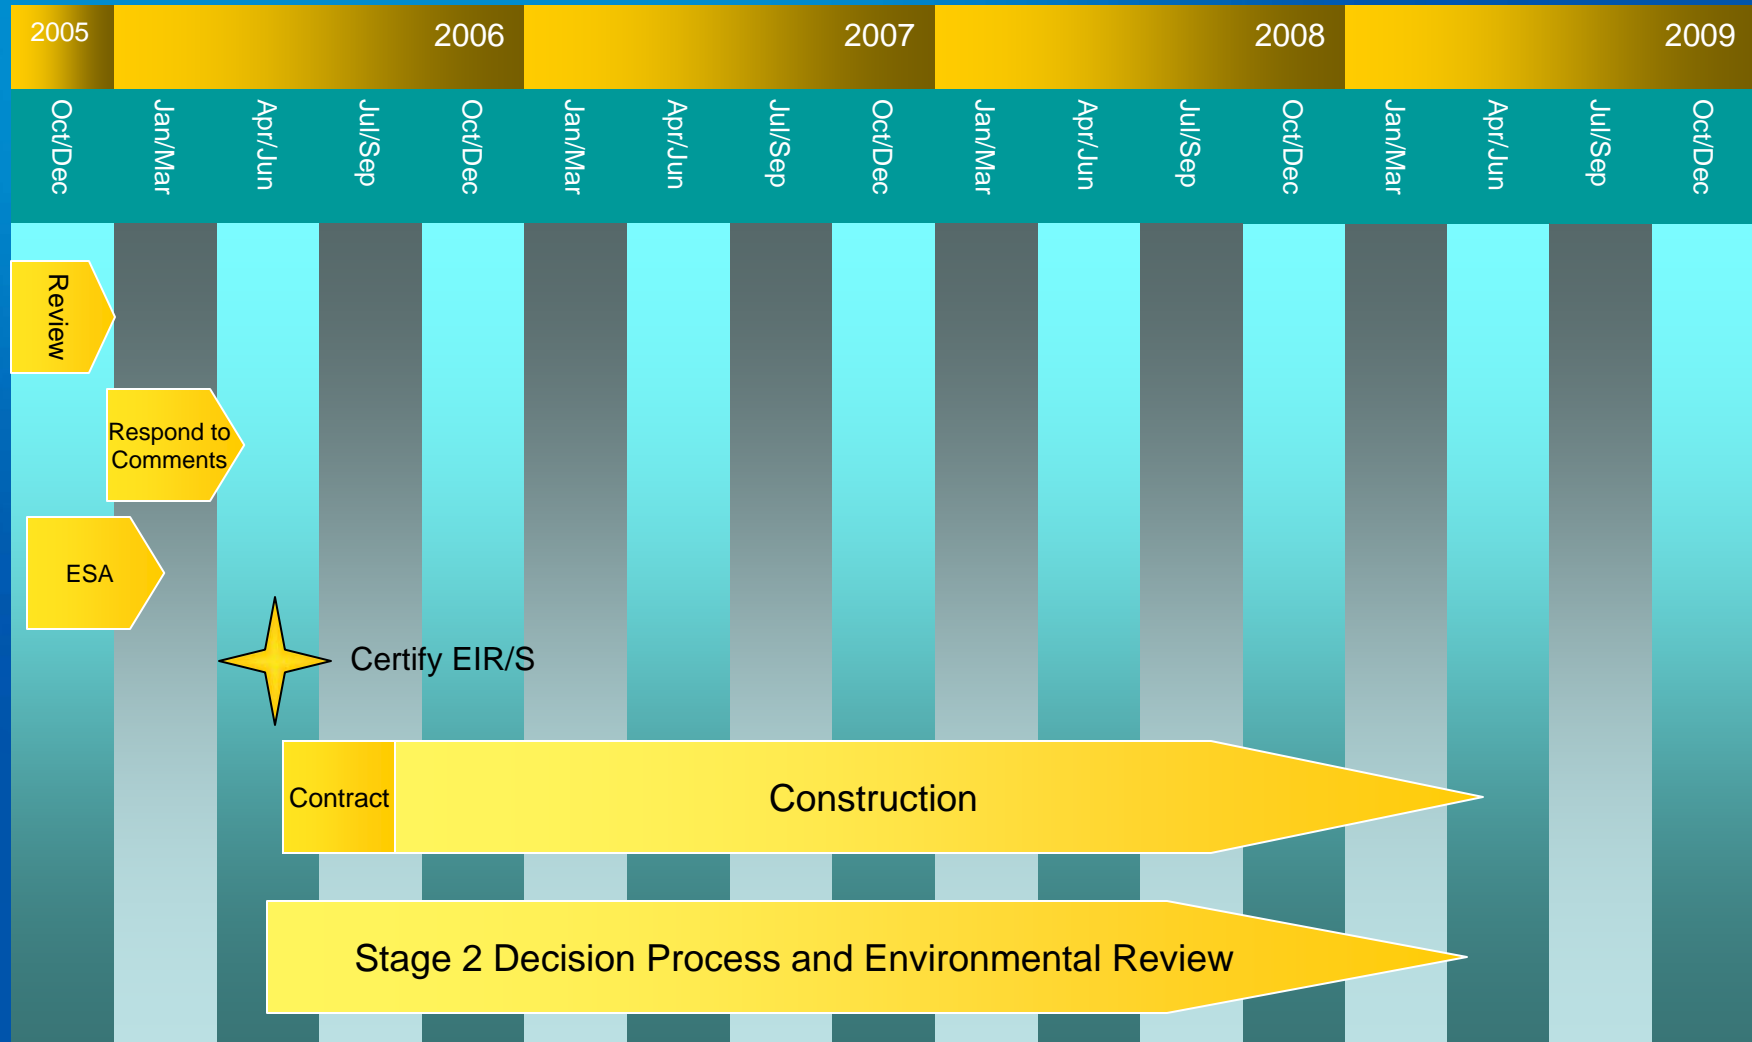 2005
2006
2007
2008
2009
Oct/Dec
Jan/Mar
Apr/Jun
Jul/Sep
Oct/Dec
Jan/Mar
Apr/Jun
Jul/Sep
Oct/Dec
Jan/Mar
Apr/Jun
Jul/Sep
Oct/Dec
Jan/Mar
Apr/Jun
Jul/Sep
Oct/Dec
Review
Respond to
Comments
ESA
Certify EIR/S
Contract
Construction
Stage 2 Decision Process and Environmental Review